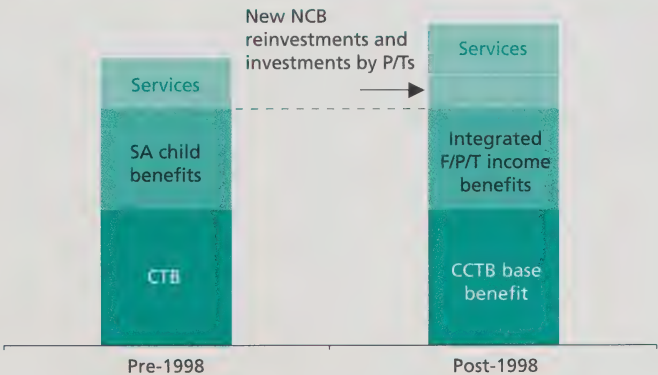 New NCB
reinvestments and
investments by P/Ts
Services
SA child
benefits
CTB
Services
Integrated
F/P/T income
benefits
CCTB base
benefit
Pre-1998
Post-1998